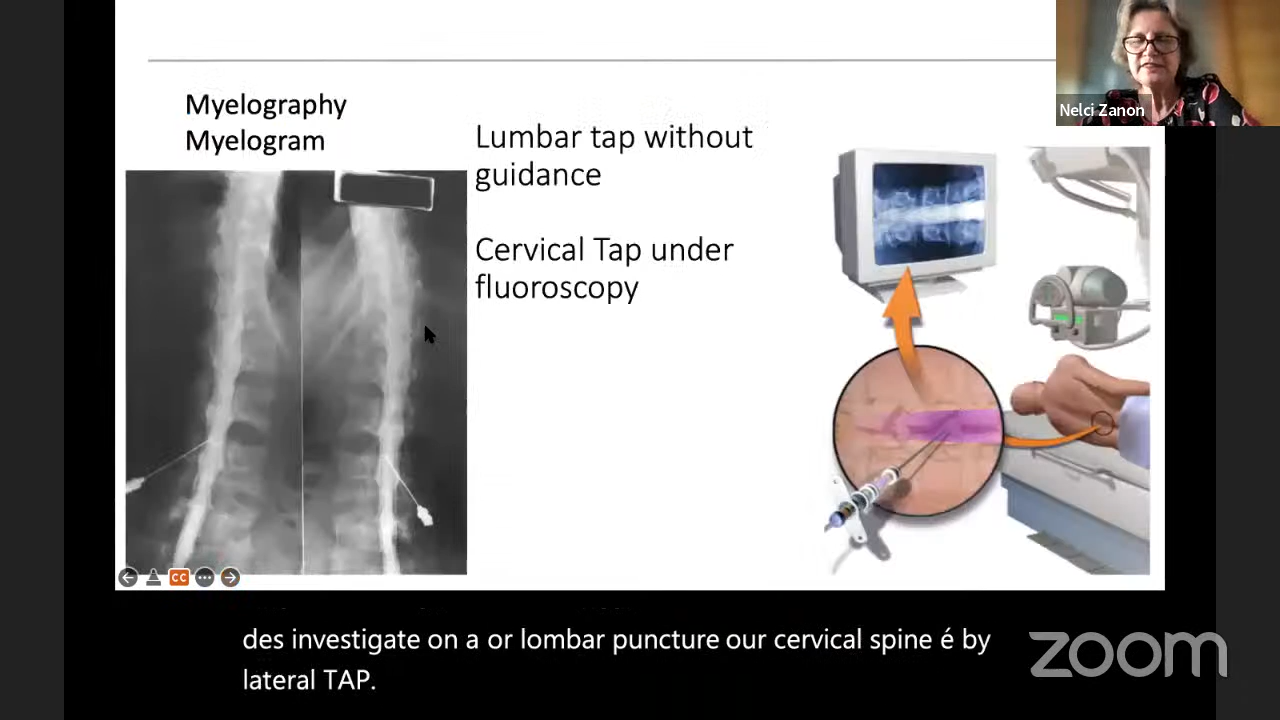 Myelography
Myelogram
Lumbar tap without
guidance
Cervical Tap under
fluoroscopy
Nelci Zanon
CC
des investigate on a or lombar puncture our cervical spine é by
lateral TAP.
zoom